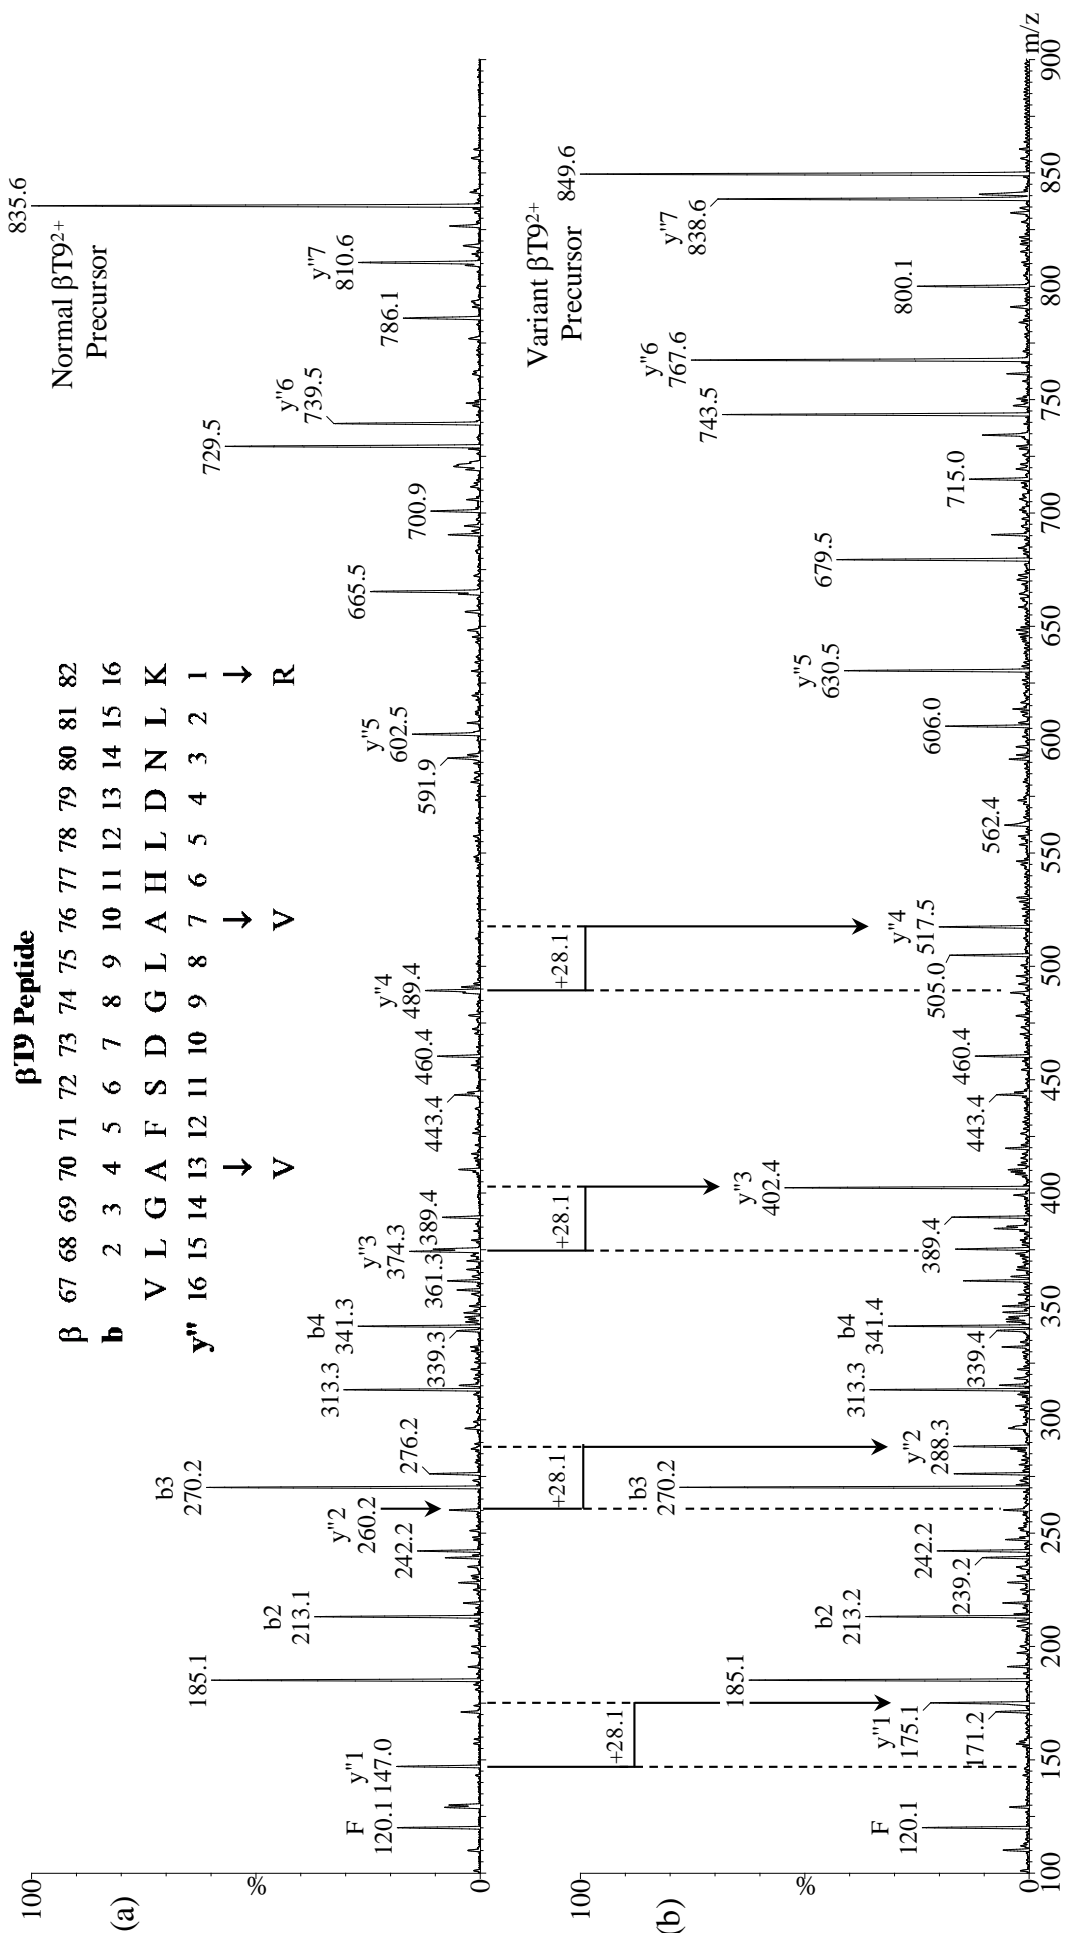 βT9 Peptide
β 67 68 69 70 71 72 73 74 75 76 77 78 79 80 81 82
b 2 3 4 5 6 7 8 9 10 11 12 13 14 15 16
V L G A F S D G L A H L D N L K
y" 16 15 14 13 12 11 10 9 8 7 6 5 4 3 2 1
↓ ↓ ↓
V V R
100
(a)
%
0
Normal βT9²⁺
Precursor
F
120.1
y"1
147.0
185.1
b2
213.1
242.2
y"2
260.2
b3
270.2
276.2
313.3
339.3
b4
341.3
361.3
y"3
374.3
389.4
443.4
460.4
y"4
489.4
591.9
y"5
602.5
665.5
700.9
729.5
y"6
739.5
786.1
y"7
810.6
835.6
+28.1
+28.1
+28.1
+28.1
100
(b)
%
0
Variant βT9²⁺
Precursor
F
120.1
171.2
y"1
175.1
185.1
b2
213.2
239.2
242.2
b3
270.2
y"2
288.3
313.3
339.4
b4
341.4
389.4
y"3
402.4
443.4
460.4
505.0
y"4
517.5
562.4
606.0
y"5
630.5
679.5
715.0
743.5
y"6
767.6
800.1
y"7
838.6
849.6
100 150 200 250 300 350 400 450 500 550 600 650 700 750 800 850 900
m/z